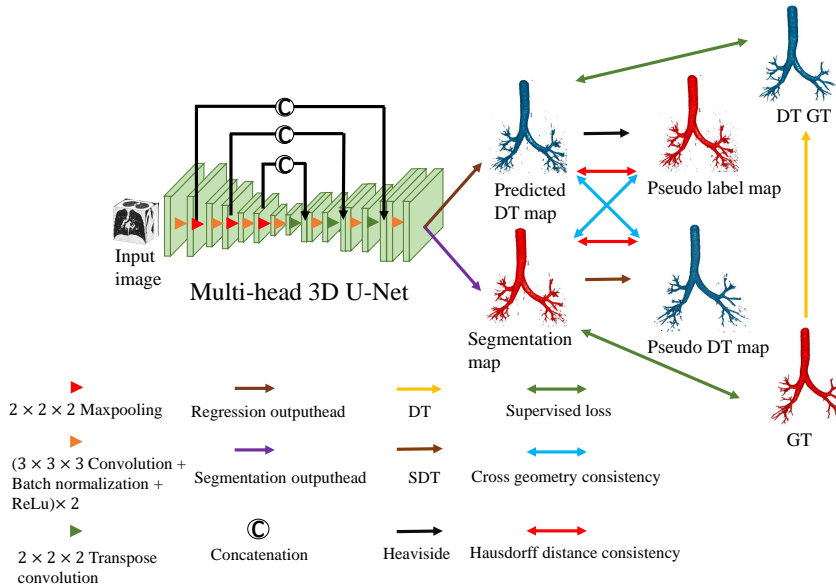 C
C
C
DT GT
Predicted
DT map
Pseudo label map
Input
image
Multi-head 3D U-Net
Segmentation
map
Pseudo DT map
GT
2 × 2 × 2 Maxpooling
Regression outputhead
DT
Supervised loss
(3 × 3 × 3 Convolution +
Batch normalization +
ReLu)× 2
Segmentation outputhead
SDT
Cross geometry consistency
C
2 × 2 × 2 Transpose
convolution
Concatenation
Heaviside
Hausdorff distance consistency